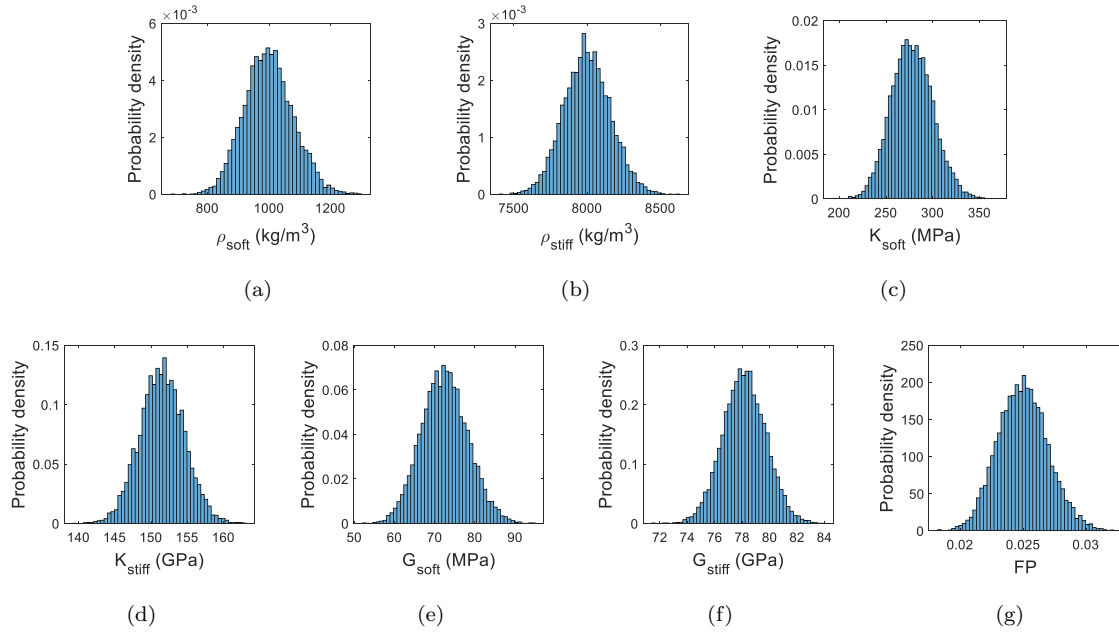 6 ×10⁻³
4
2
0
Probability density
800 1000 1200
ρsoft (kg/m³)
(a)
3 ×10⁻³
2
1
0
Probability density
7500 8000 8500
ρstiff (kg/m³)
(b)
0.02
0.015
0.01
0.005
0
Probability density
200 250 300 350
Ksoft (MPa)
(c)
0.15
0.1
0.05
0
Probability density
140 145 150 155 160
Kstiff (GPa)
(d)
0.08
0.06
0.04
0.02
0
Probability density
50 60 70 80 90
Gsoft (MPa)
(e)
0.3
0.2
0.1
0
Probability density
72 74 76 78 80 82 84
Gstiff (GPa)
(f)
250
200
150
100
50
0
Probability density
0.02 0.025 0.03
FP
(g)